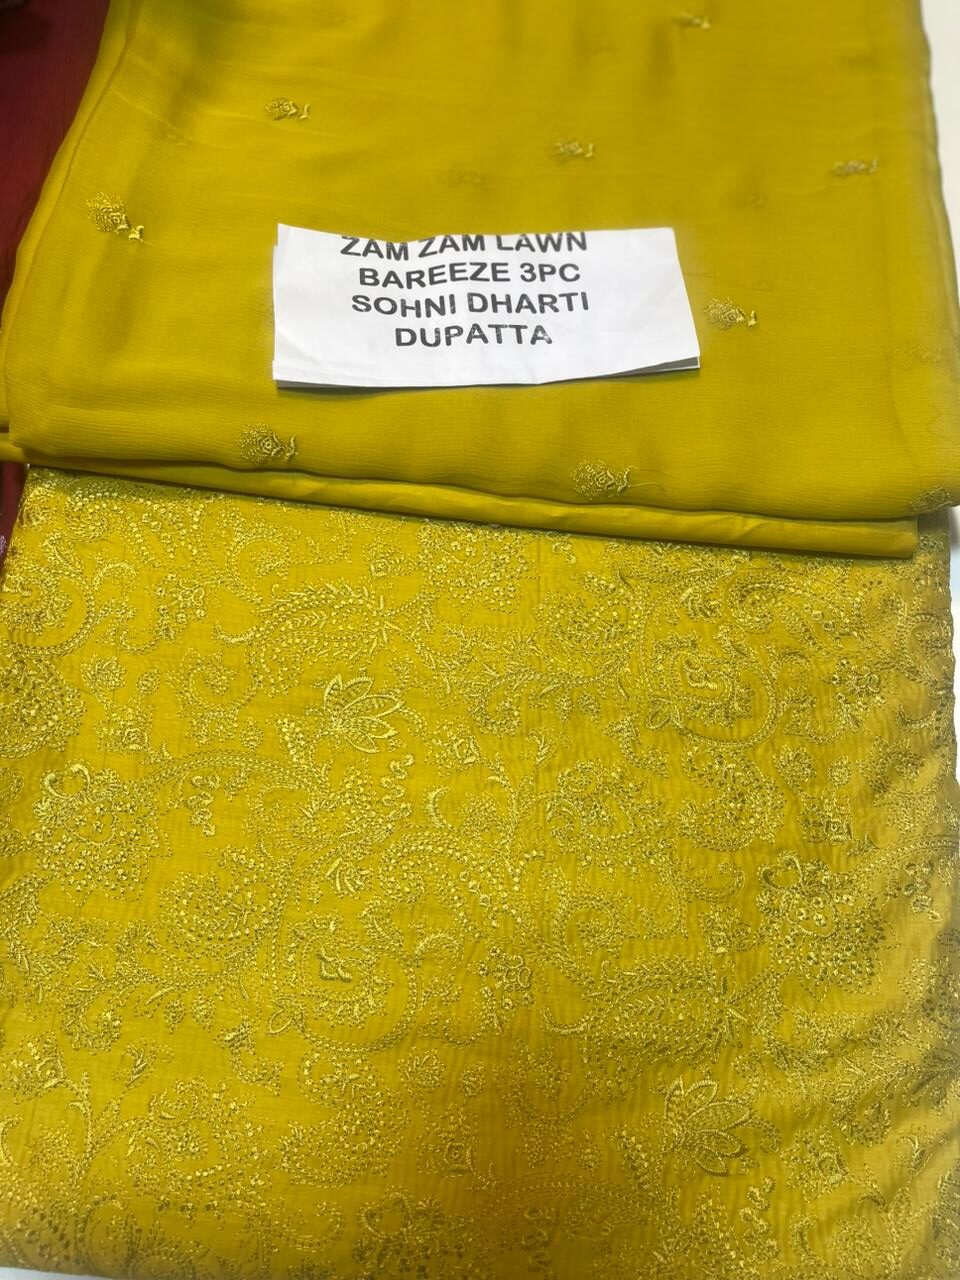 ZAM ZAM LAWN
BAREEZE 3PC
SOHNI DHARTI
DUPATTA